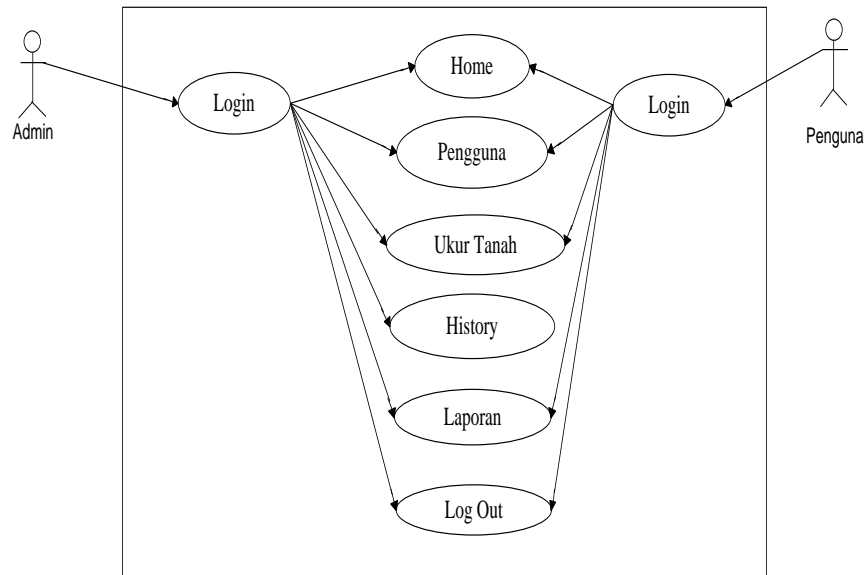 Admin
Login
Home
Pengguna
Ukur Tanah
History
Laporan
Log Out
Login
Penguna